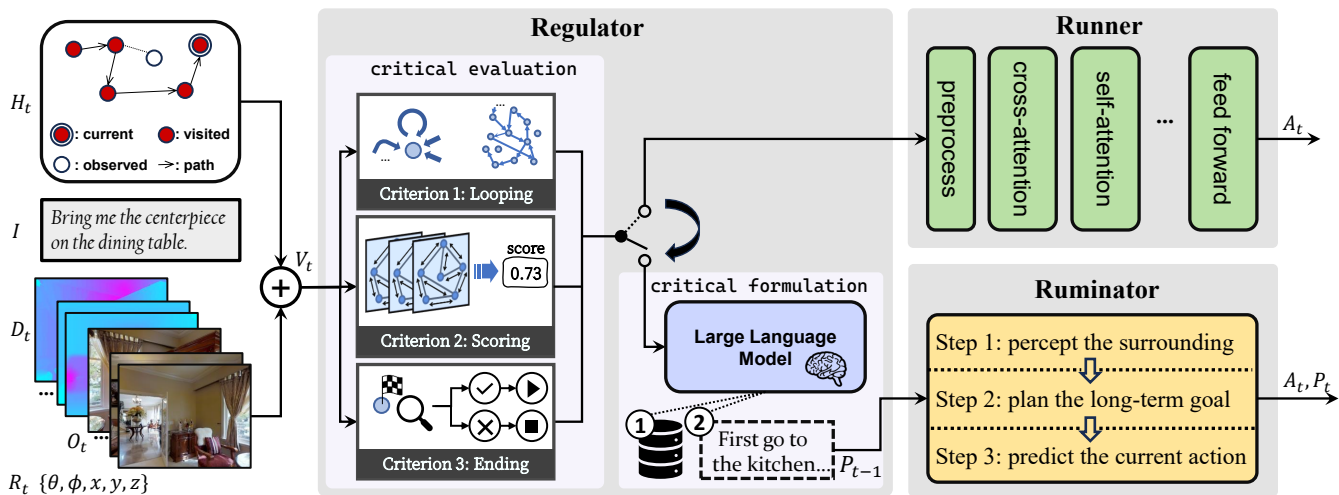 H_t
: current
: visited
: observed
: path
I
Bring me the centerpiece
on the dining table.
D_t
...
O_t
...
R_t {θ, ϕ, x, y, z}
V_t
+
Regulator
critical evaluation
...
...
Criterion 1: Looping
score
0.73
Criterion 2: Scoring
Criterion 3: Ending
critical formulation
Large Language
Model
1
2
First go to
the kitchen...
P_{t−1}
Runner
preprocess
cross-attention
self-attention
...
feed forward
A_t
Ruminator
Step 1: percept the surrounding
Step 2: plan the long-term goal
Step 3: predict the current action
A_t, P_t